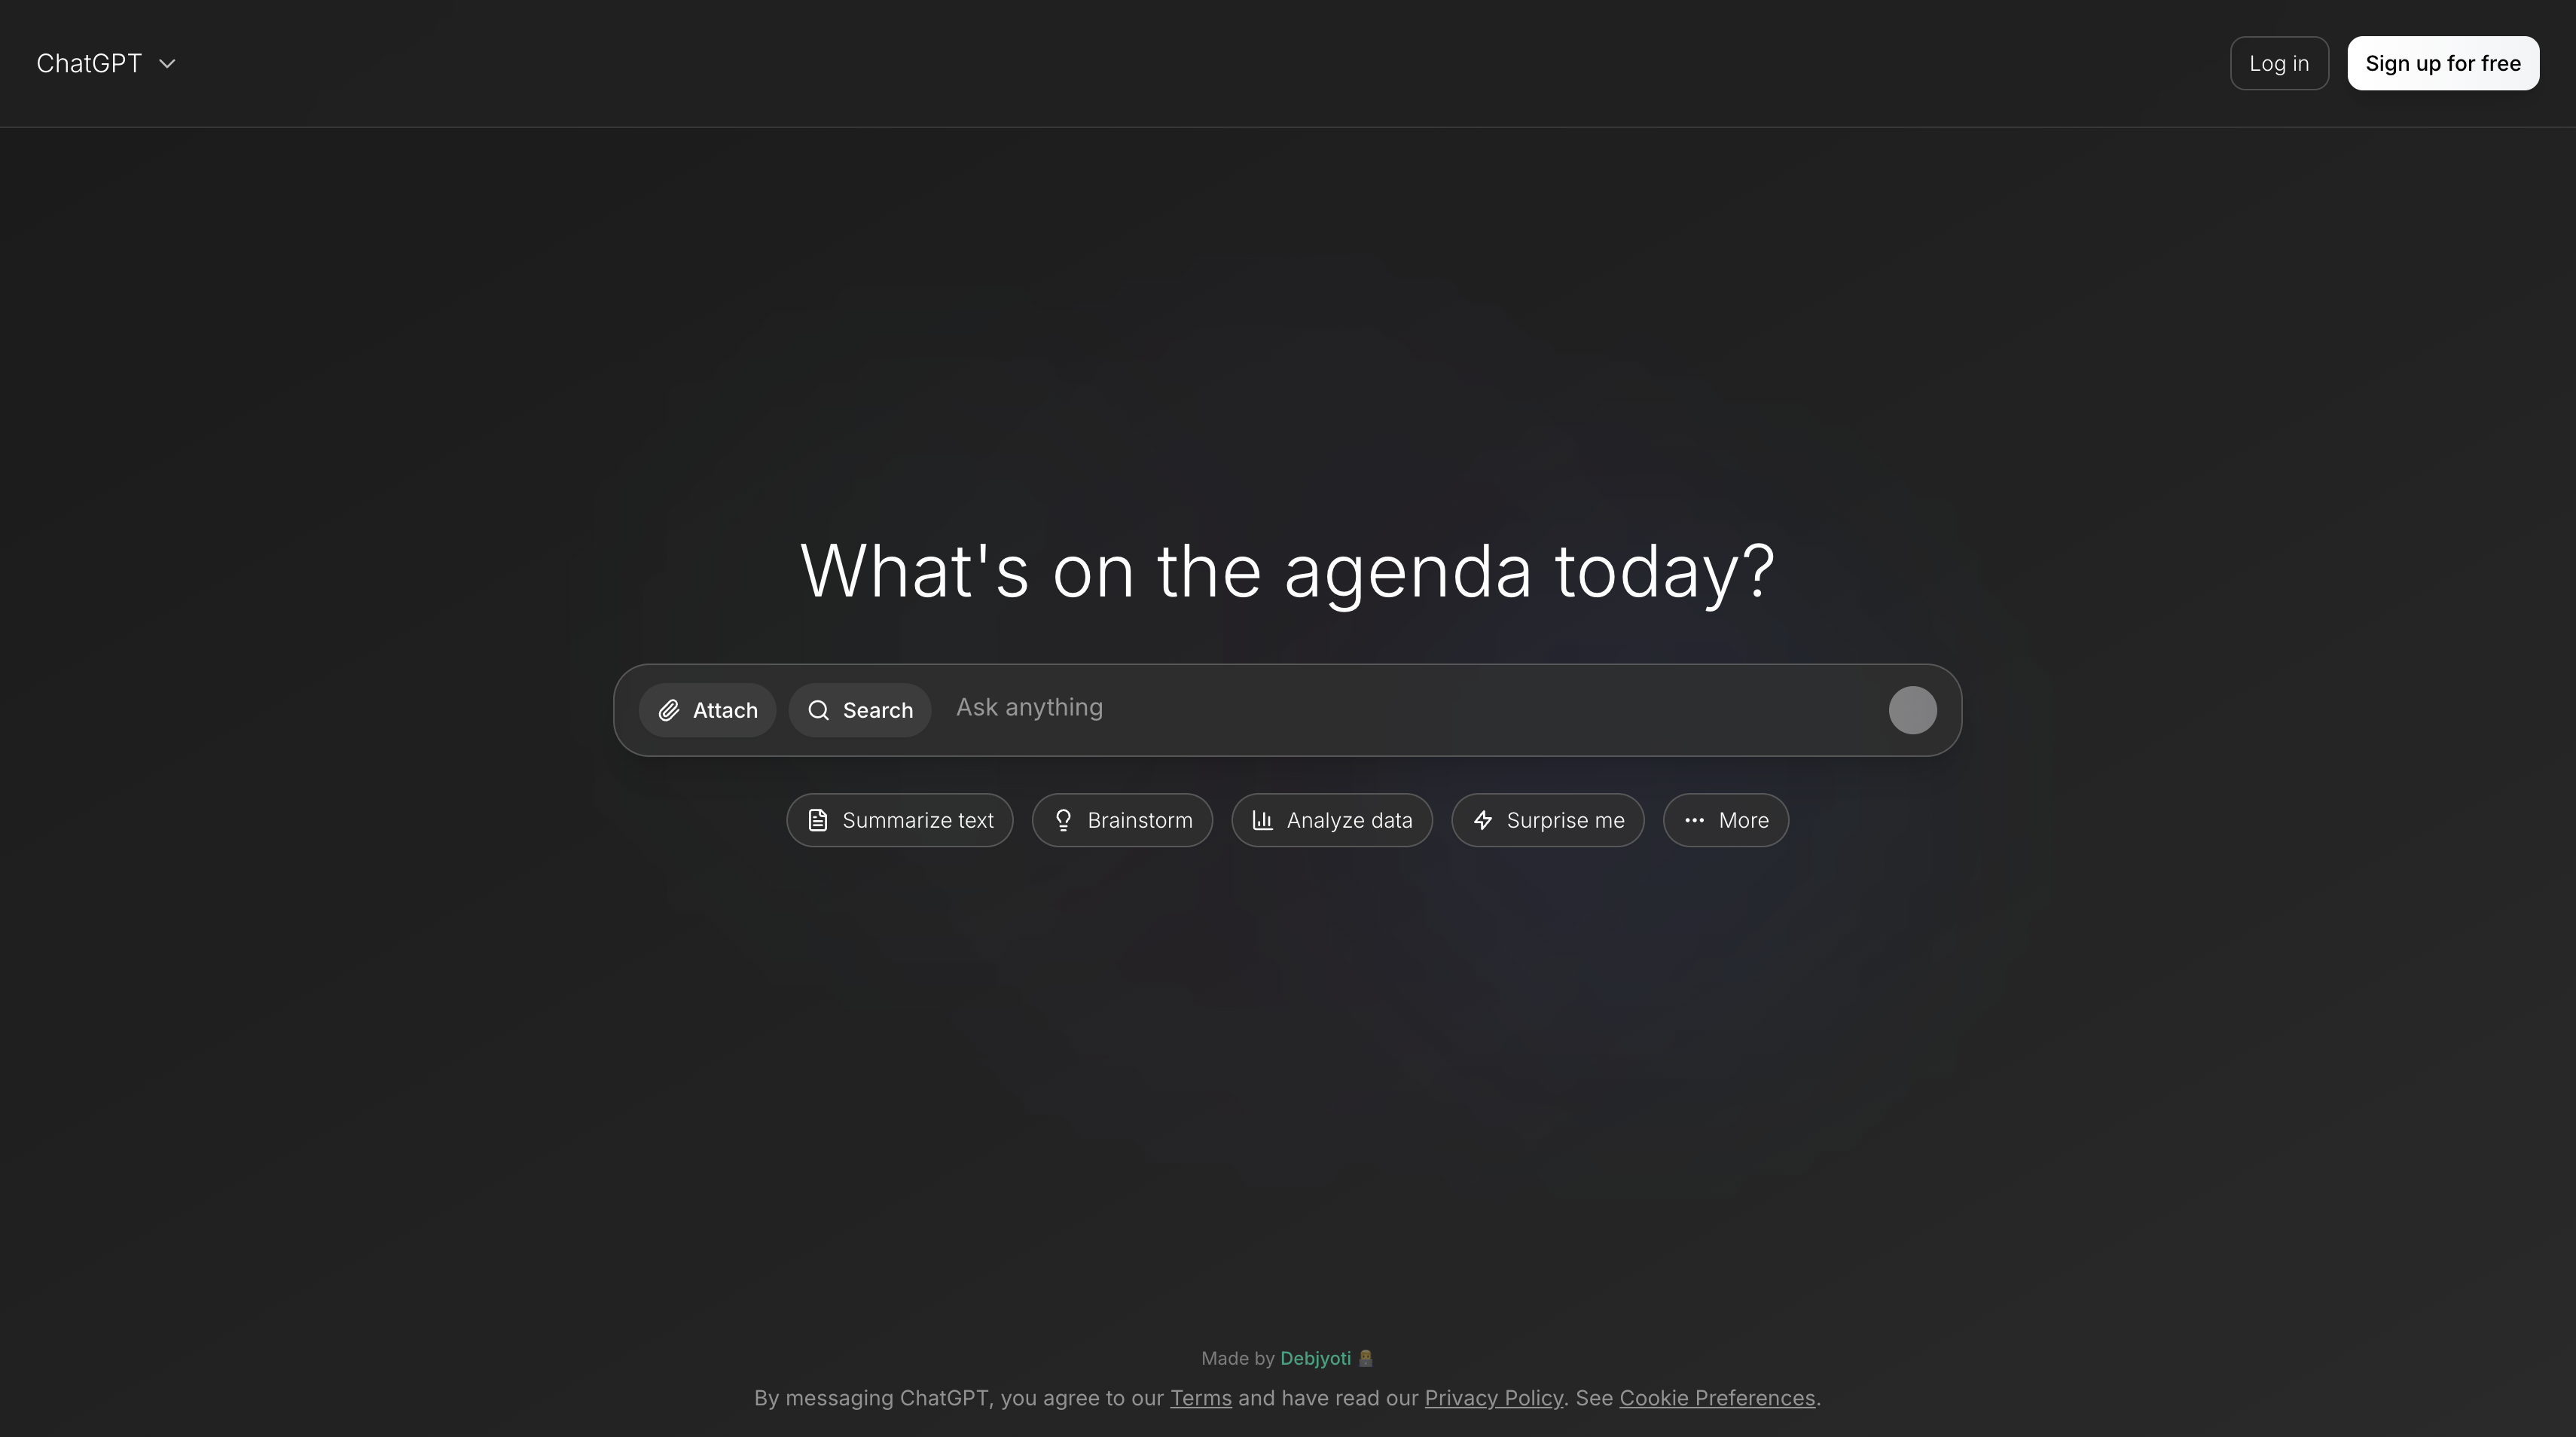 ChatGPT
Log in
Sign up for free
What's on the agenda today?
Attach
Search
Ask anything
Summarize text
Brainstorm
Analyze data
Surprise me
More
Made by Debjyoti
By messaging ChatGPT, you agree to our Terms and have read our Privacy Policy. See Cookie Preferences.